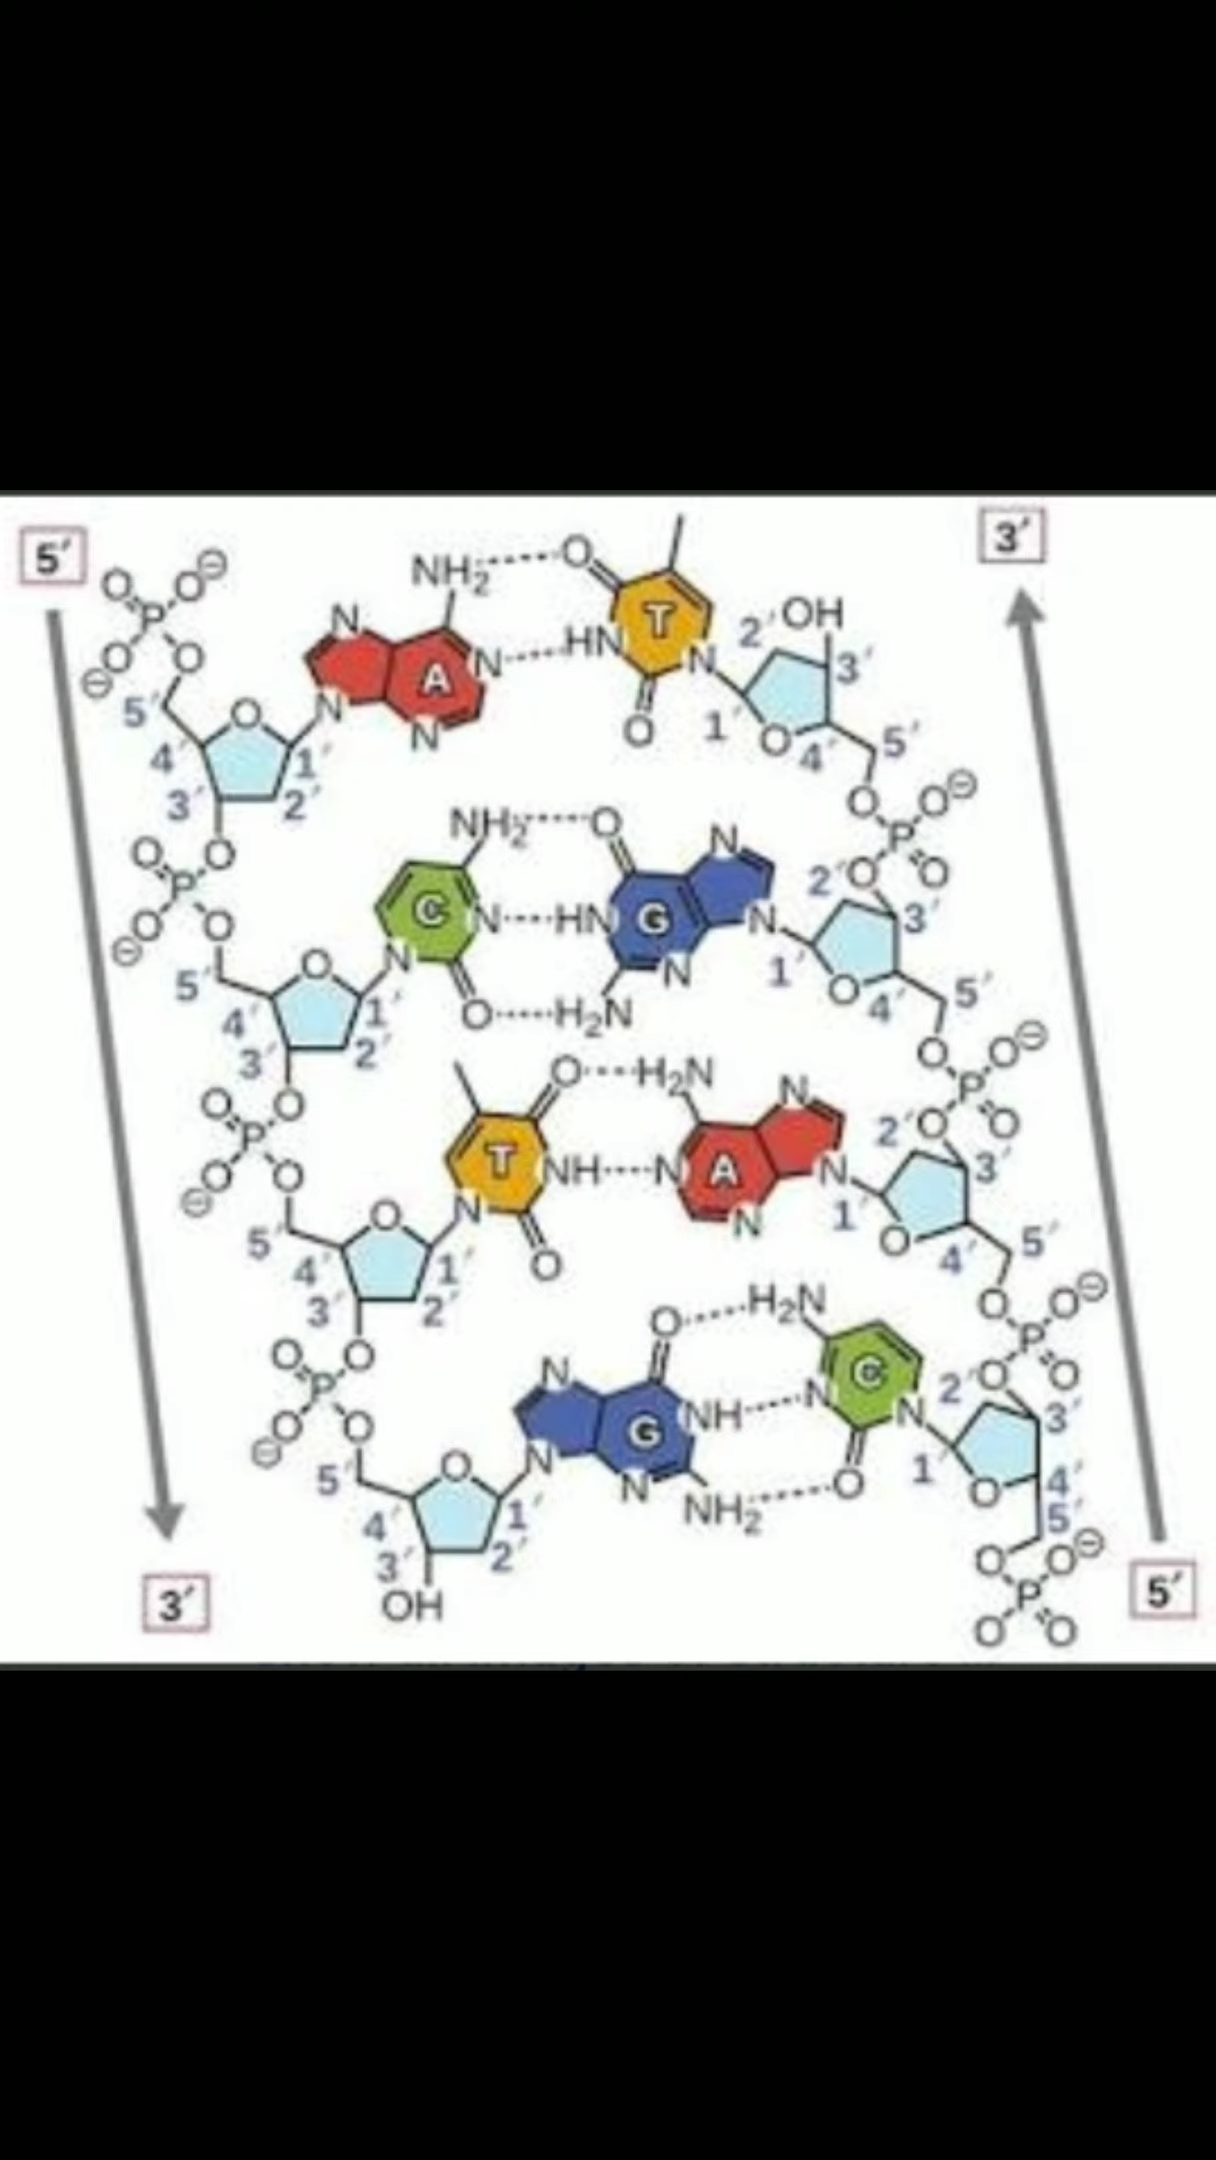 5′
3′
O O⊖
P
⊖O O
5′
4′ O 1′
3′ 2′
N N
A
N N
NH₂
O
HN T
O N
2′ OH
3′
1′ O 4′ 5′
O O⊖
P
O O
O O
P
⊖O O
5′
4′ O 1′
3′ 2′
NH₂
C N
N O
O N
HN G N
H₂N N
2′ 3′
1′ O 4′ 5′
O O⊖
P
O O
O O
P
⊖O O
5′
4′ O 1′
3′ 2′
O
T NH
N O
H₂N N
N A N
N
2′ 3′
1′ O 4′ 5′
O O⊖
P
O O
O O
P
⊖O O
5′
4′ O 1′
3′ 2′
OH
N O
G NH
N N NH₂
H₂N
N C
O N
2′ 3′
1′ O 4′
5′
O O⊖
P
O O
3′
5′